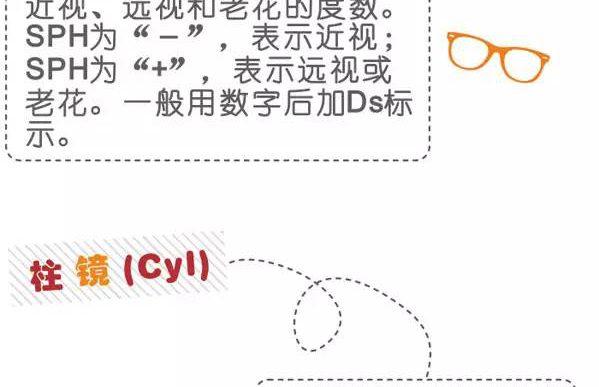 近视、远视和老花的度数。
SPH为“－”，表示近视；
SPH为“+”，表示远视或
老花。一般用数字后加Ds标
示。
柱镜(Cyl)